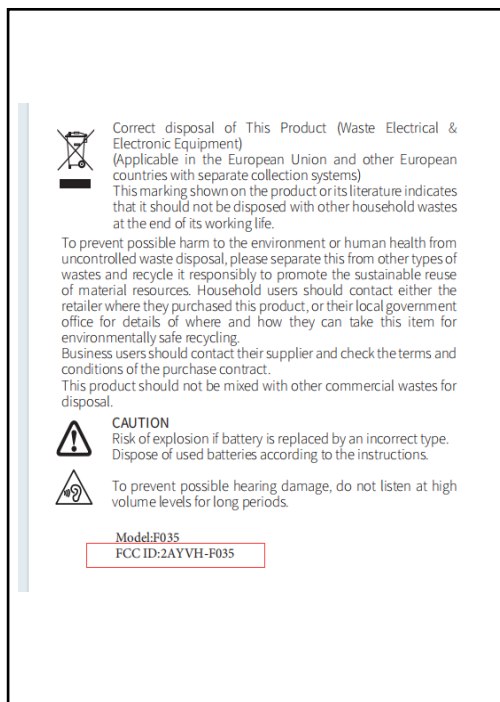 Correct disposal of This Product (Waste Electrical &
Electronic Equipment)
(Applicable in the European Union and other European
countries with separate collection systems)
This marking shown on the product or its literature indicates
that it should not be disposed with other household wastes
at the end of its working life.
To prevent possible harm to the environment or human health from
uncontrolled waste disposal, please separate this from other types of
wastes and recycle it responsibly to promote the sustainable reuse
of material resources. Household users should contact either the
retailer where they purchased this product, or their local government
office for details of where and how they can take this item for
environmentally safe recycling.
Business users should contact their supplier and check the terms and
conditions of the purchase contract.
This product should not be mixed with other commercial wastes for
disposal.
CAUTION
Risk of explosion if battery is replaced by an incorrect type.
Dispose of used batteries according to the instructions.
To prevent possible hearing damage, do not listen at high
volume levels for long periods.
Model:F035
FCC ID:2AYVH-F035